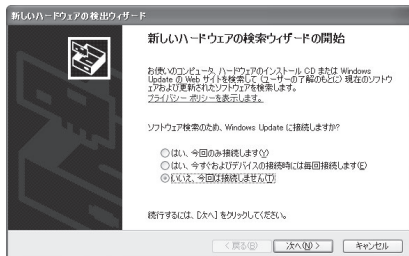 新しいハードウェアの検出ウィザード
新しいハードウェアの検索ウィザードの開始
お使いのコンピュータ、ハードウェアのインストール CD または Windows
Update の Web サイトを検索して (ユーザーの了解のもとに) 現在のソフトウ
ェアおよび更新されたソフトウェアを検索します。
プライバシー ポリシーを表示します。
ソフトウェア検索のため、Windows Update に接続しますか?
はい、今回のみ接続します(Y)
はい、今すぐおよびデバイスの接続時には毎回接続します(E)
いいえ、今回は接続しません(T)
続行するには、[次へ] をクリックしてください。
< 戻る(B)
次へ(N) >
キャンセル